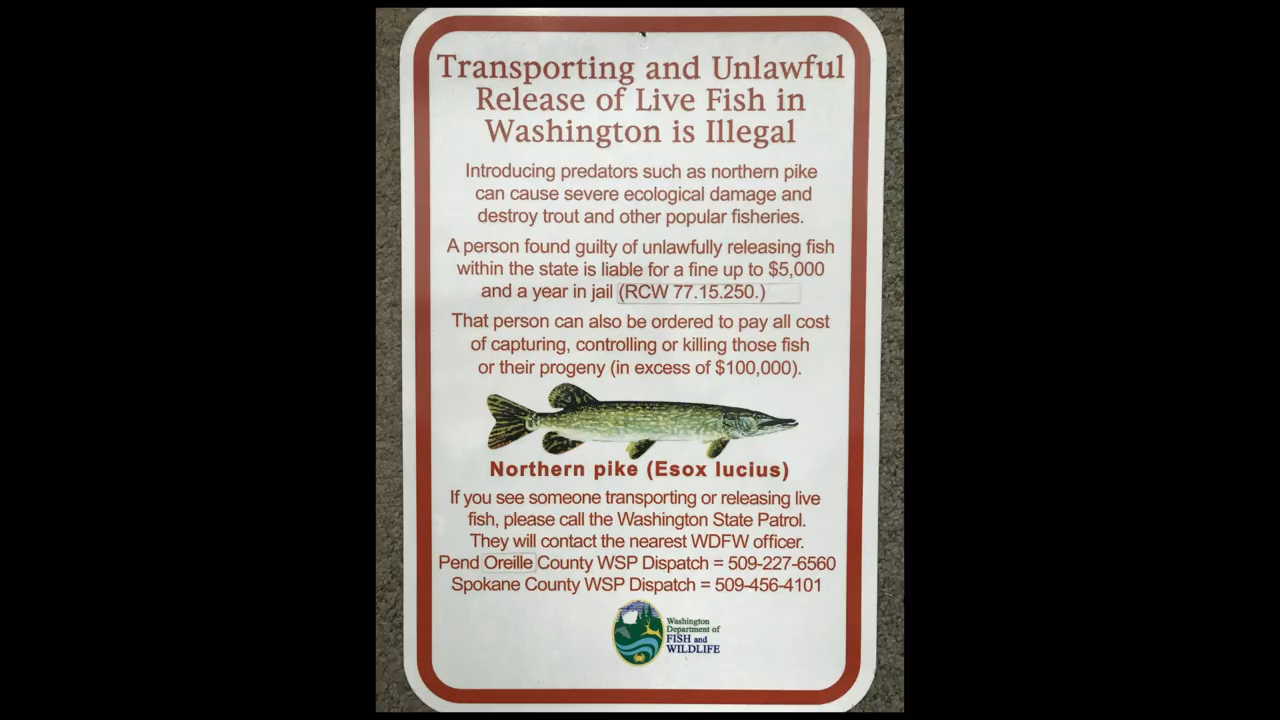 Transporting and Unlawful
Release of Live Fish in
Washington is Illegal
Introducing predators such as northern pike
can cause severe ecological damage and
destroy trout and other popular fisheries.
A person found guilty of unlawfully releasing fish
within the state is liable for a fine up to $5,000
and a year in jail (RCW 77.15.250.)
That person can also be ordered to pay all cost
of capturing, controlling or killing those fish
or their progeny (in excess of $100,000).
Northern pike (Esox lucius)
If you see someone transporting or releasing live
fish, please call the Washington State Patrol.
They will contact the nearest WDFW officer.
Pend Oreille County WSP Dispatch = 509-227-6560
Spokane County WSP Dispatch = 509-456-4101
Washington
Department of
FISH and
WILDLIFE